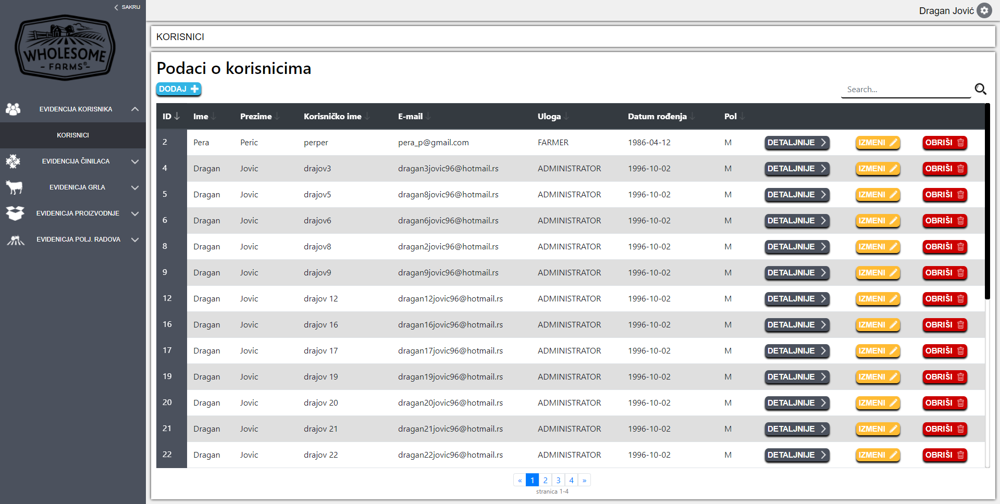 SAKRIJ
WHOLESOME
- FARMS® -
EVIDENCIJA KORISNIKA
KORISNICI
EVIDENCIJA ČINILACA
EVIDENICJA GRLA
EVIDENICJA PROIZVODNJE
EVIDENICJA POLJ. RADOVA
Dragan Jović
KORISNICI
Podaci o korisnicima
DODAJ
Search...
ID Ime Prezime Korisničko ime E-mail Uloga Datum rođenja Pol
2 Pera Peric perper pera_p@gmail.com FARMER 1986-04-12 M DETALJNIJE IZMENI OBRIŠI
4 Dragan Jovic drajov3 dragan3jovic96@hotmail.rs ADMINISTRATOR 1996-10-02 M DETALJNIJE IZMENI OBRIŠI
5 Dragan Jovic drajov5 dragan8jovic96@hotmail.rs ADMINISTRATOR 1996-10-02 M DETALJNIJE IZMENI OBRIŠI
6 Dragan Jovic drajov6 dragan6jovic96@hotmail.rs ADMINISTRATOR 1996-10-02 M DETALJNIJE IZMENI OBRIŠI
8 Dragan Jovic drajov8 dragan2jovic96@hotmail.rs ADMINISTRATOR 1996-10-02 M DETALJNIJE IZMENI OBRIŠI
9 Dragan Jovic drajov9 dragan9jovic96@hotmail.rs ADMINISTRATOR 1996-10-02 M DETALJNIJE IZMENI OBRIŠI
12 Dragan Jovic drajov 12 dragan12jovic96@hotmail.rs ADMINISTRATOR 1996-10-02 M DETALJNIJE IZMENI OBRIŠI
16 Dragan Jovic drajov 16 dragan16jovic96@hotmail.rs ADMINISTRATOR 1996-10-02 M DETALJNIJE IZMENI OBRIŠI
17 Dragan Jovic drajov 17 dragan17jovic96@hotmail.rs ADMINISTRATOR 1996-10-02 M DETALJNIJE IZMENI OBRIŠI
19 Dragan Jovic drajov 19 dragan19jovic96@hotmail.rs ADMINISTRATOR 1996-10-02 M DETALJNIJE IZMENI OBRIŠI
20 Dragan Jovic drajov 20 dragan20jovic96@hotmail.rs ADMINISTRATOR 1996-10-02 M DETALJNIJE IZMENI OBRIŠI
21 Dragan Jovic drajov 21 dragan21jovic96@hotmail.rs ADMINISTRATOR 1996-10-02 M DETALJNIJE IZMENI OBRIŠI
22 Dragan Jovic drajov 22 dragan22jovic96@hotmail.rs ADMINISTRATOR 1996-10-02 M DETALJNIJE IZMENI OBRIŠI
« 1 2 3 4 »
stranica 1-4